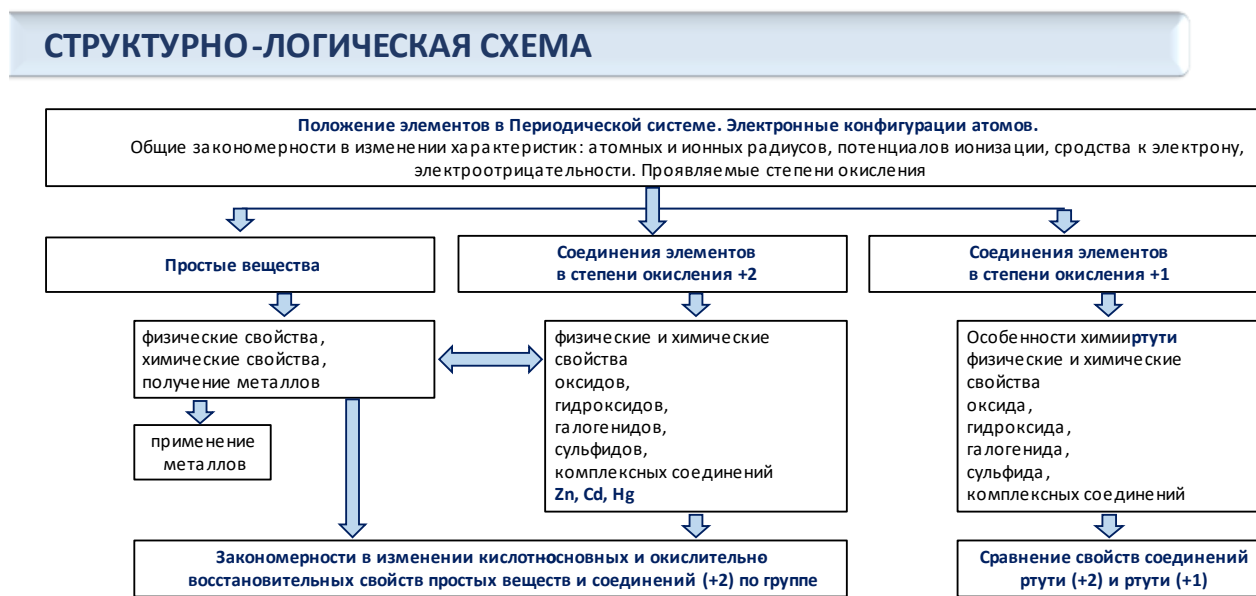 СТРУКТУРНО-ЛОГИЧЕСКАЯ СХЕМА
Положение элементов в Периодической системе. Электронные конфигурации атомов.
Общие закономерности в изменении характеристик: атомных и ионных радиусов, потенциалов ионизации, сродства к электрону,
электроотрицательности. Проявляемые степени окисления
Простые вещества
Соединения элементов
в степени окисления +2
Соединения элементов
в степени окисления +1
физические свойства,
химические свойства,
получение металлов
применение
металлов
физические и химические
свойства
оксидов,
гидроксидов,
галогенидов,
сульфидов,
комплексных соединений
Zn, Cd, Hg
Особенности химии ртути
физические и химические
свойства
оксида,
гидроксида,
галогенида,
сульфида,
комплексных соединений
Закономерности в изменении кислотно-основных и окислительно-
восстановительных свойств простых веществ и соединений (+2) по группе
Сравнение свойств соединений
ртути (+2) и ртути (+1)